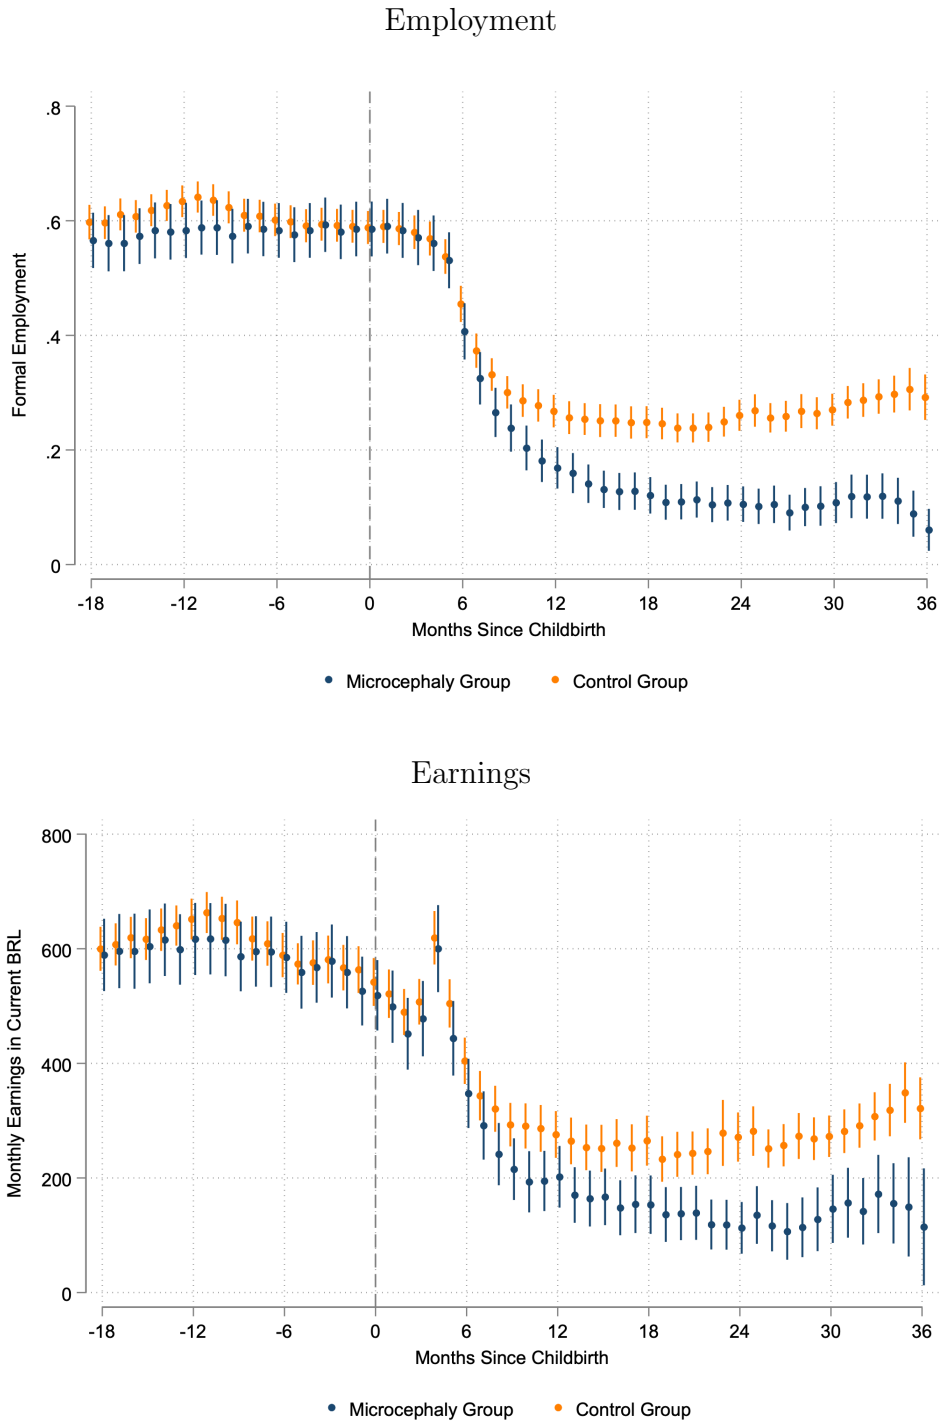 Employment
.8
.6
.4
.2
0
Formal Employment
-18 -12 -6 0 6 12 18 24 30 36
Months Since Childbirth
Microcephaly Group Control Group
Earnings
800
600
400
200
0
Monthly Earnings in Current BRL
-18 -12 -6 0 6 12 18 24 30 36
Months Since Childbirth
Microcephaly Group Control Group